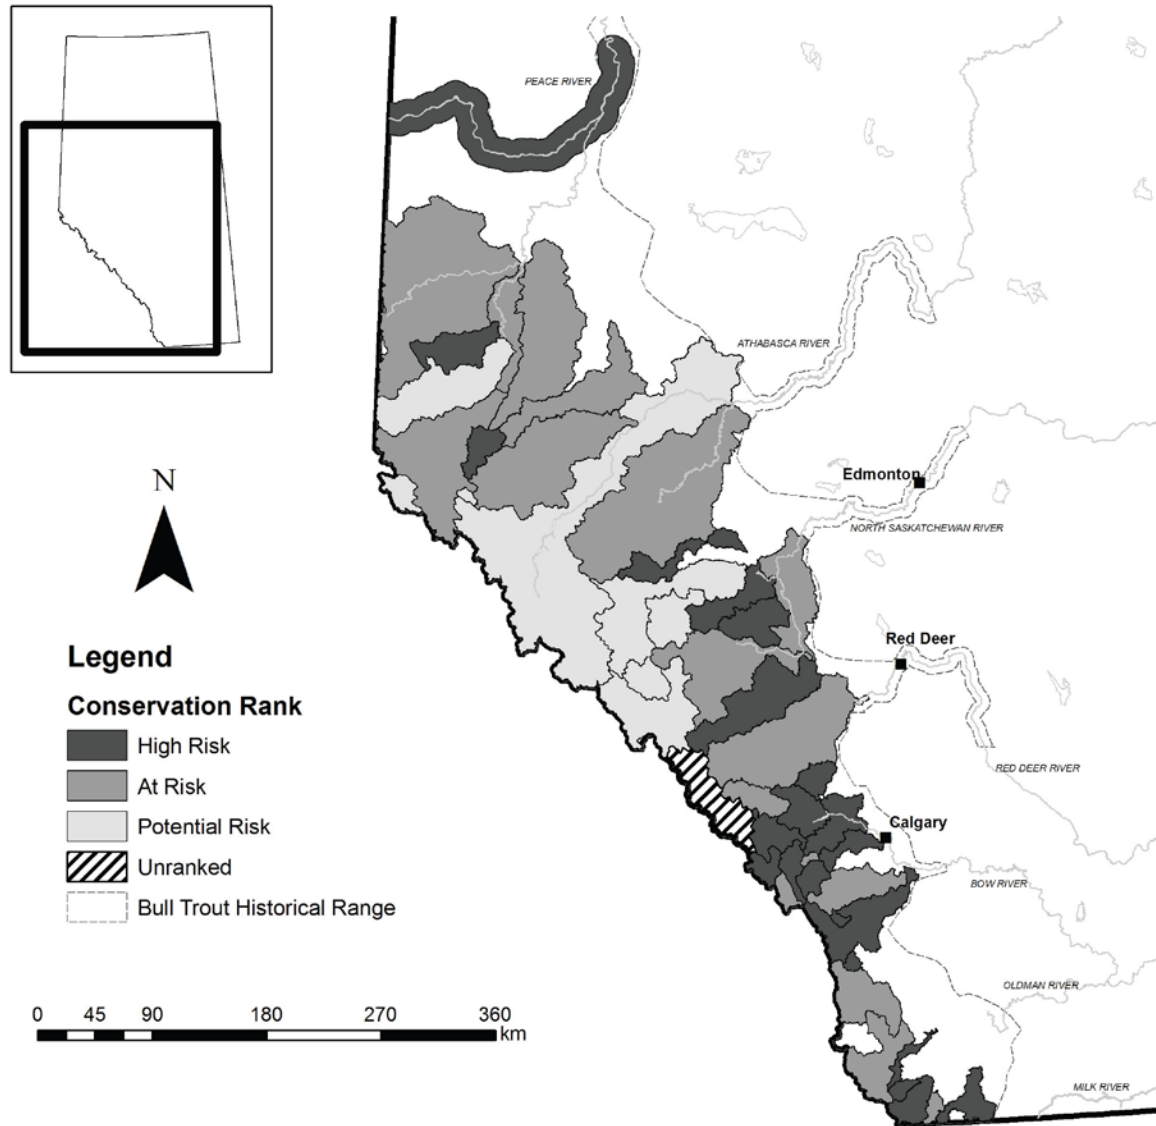 PEACE RIVER
ATHABASCA RIVER
Edmonton
N
NORTH SASKATCHEWAN RIVER
Red Deer
Legend
Conservation Rank
High Risk
At Risk
RED DEER RIVER
Potential Risk
Calgary
Unranked
BOW RIVER
Bull Trout Historical Range
OLDMAN RIVER
0 45 90 180 270 360
km
MILK RIVER